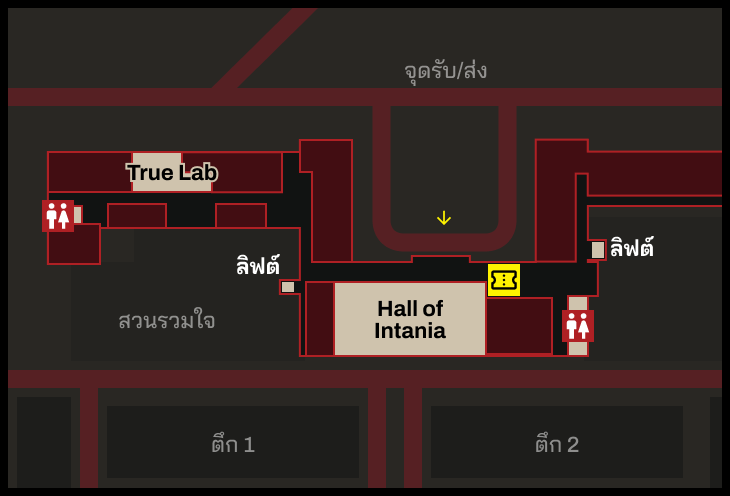 จุดรับ/ส่ง
True Lab
ลิฟต์
ลิฟต์
Hall of
Intania
สวนรวมใจ
ตึก 1
ตึก 2